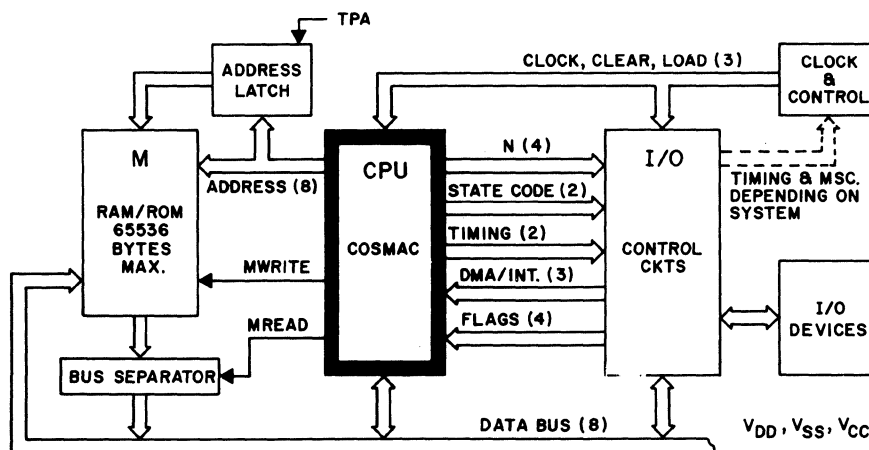 TPA
ADDRESS
LATCH
CLOCK, CLEAR, LOAD (3)
CLOCK
&
CONTROL
M
RAM/ROM
65536
BYTES
MAX.
ADDRESS (8)
MWRITE
MREAD
BUS SEPARATOR
CPU
COSMAC
N (4)
STATE CODE (2)
TIMING (2)
DMA/INT. (3)
FLAGS (4)
I/O
CONTROL
CKTS
TIMING & MSC.
DEPENDING ON
SYSTEM
I/O
DEVICES
DATA BUS (8)
VDD, VSS, VCC